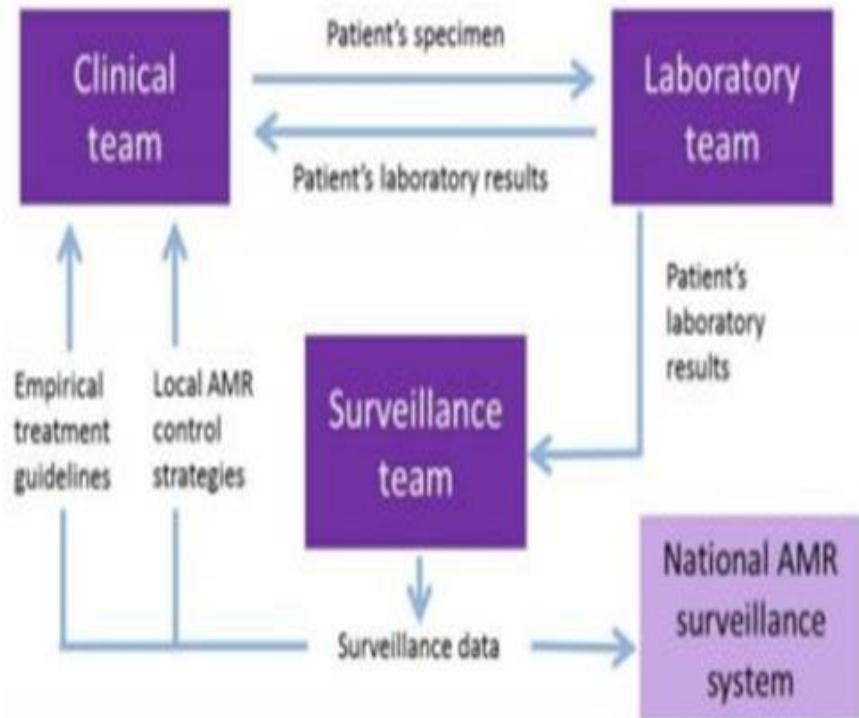 Patient's specimen
Clinical
team
Laboratory
team
Patient's laboratory results
Patient's
laboratory
results
Empirical
treatment
guidelines
Local AMR
control
strategies
Surveillance
team
National AMR
surveillance
system
Surveillance data